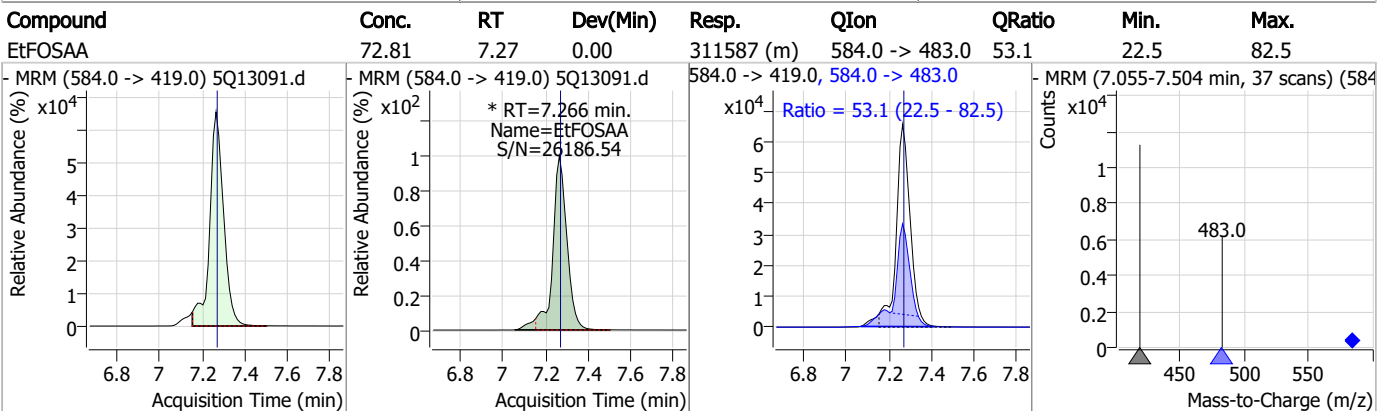 Compound Conc. RT Dev(Min) Resp. QIon QRatio Min. Max.
EtFOSAA 72.81 7.27 0.00 311587 (m) 584.0 -> 483.0 53.1 22.5 82.5
- MRM (584.0 -> 419.0) 5Q13091.d
x10⁴
Relative Abundance (%)
5
4
3
2
1
0
6.8 7 7.2 7.4 7.6 7.8
Acquisition Time (min)
- MRM (584.0 -> 419.0) 5Q13091.d
x10²
* RT=7.266 min.
Name=EtFOSAA
S/N=26186.54
Relative Abundance (%)
1
0.8
0.6
0.4
0.2
0
6.8 7 7.2 7.4 7.6 7.8
Acquisition Time (min)
584.0 -> 419.0, 584.0 -> 483.0
x10⁴
Ratio = 53.1 (22.5 - 82.5)
6
5
4
3
2
1
0
6.8 7 7.2 7.4 7.6 7.8
Acquisition Time (min)
- MRM (7.055-7.504 min, 37 scans) (584
x10⁴
Counts
1
0.8
0.6
0.4
0.2
0
483.0
450 500 550
Mass-to-Charge (m/z)